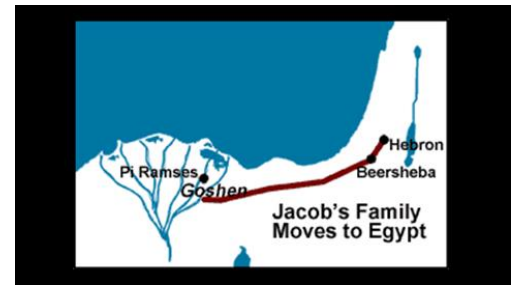 Hebron
Beersheba
Pi Ramses
Goshen
Jacob's Family
Moves to Egypt